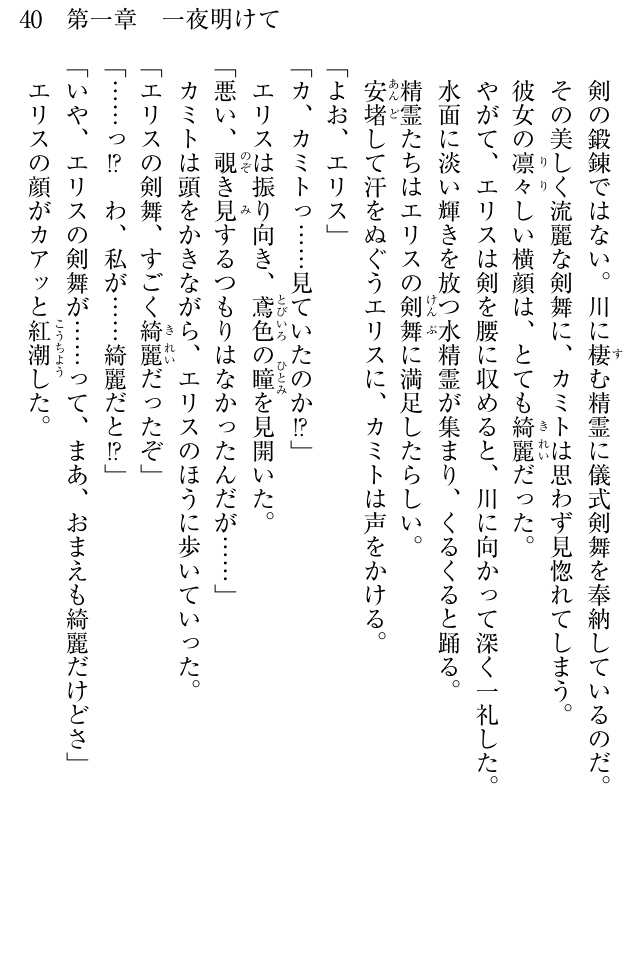 40 第一章 一夜明けて
剣の鍛錬ではない。川に棲む精霊に儀式剣舞を奉納しているのだ。
その美しく流麗な剣舞に、カミトは思わず見惚れてしまう。
彼女の凛々しい横顔は、とても綺麗だった。
やがて、エリスは剣を腰に収めると、川に向かって深く一礼した。
水面に淡い輝きを放つ水精霊が集まり、くるくると踊る。
精霊たちはエリスの剣舞に満足したらしい。
安堵して汗をぬぐうエリスに、カミトは声をかける。
「よお、エリス」
「カ、カミトっ……見ていたのか!?」
エリスは振り向き、鳶色の瞳を見開いた。
「悪い、覗き見するつもりはなかったんだが……」
カミトは頭をかきながら、エリスのほうに歩いていった。
「エリスの剣舞、すごく綺麗だったぞ」
「……っ!? わ、私が……綺麗だと!?」
「いや、エリスの剣舞が……って、まあ、おまえも綺麗だけどさ」
エリスの顔がカアッと紅潮した。